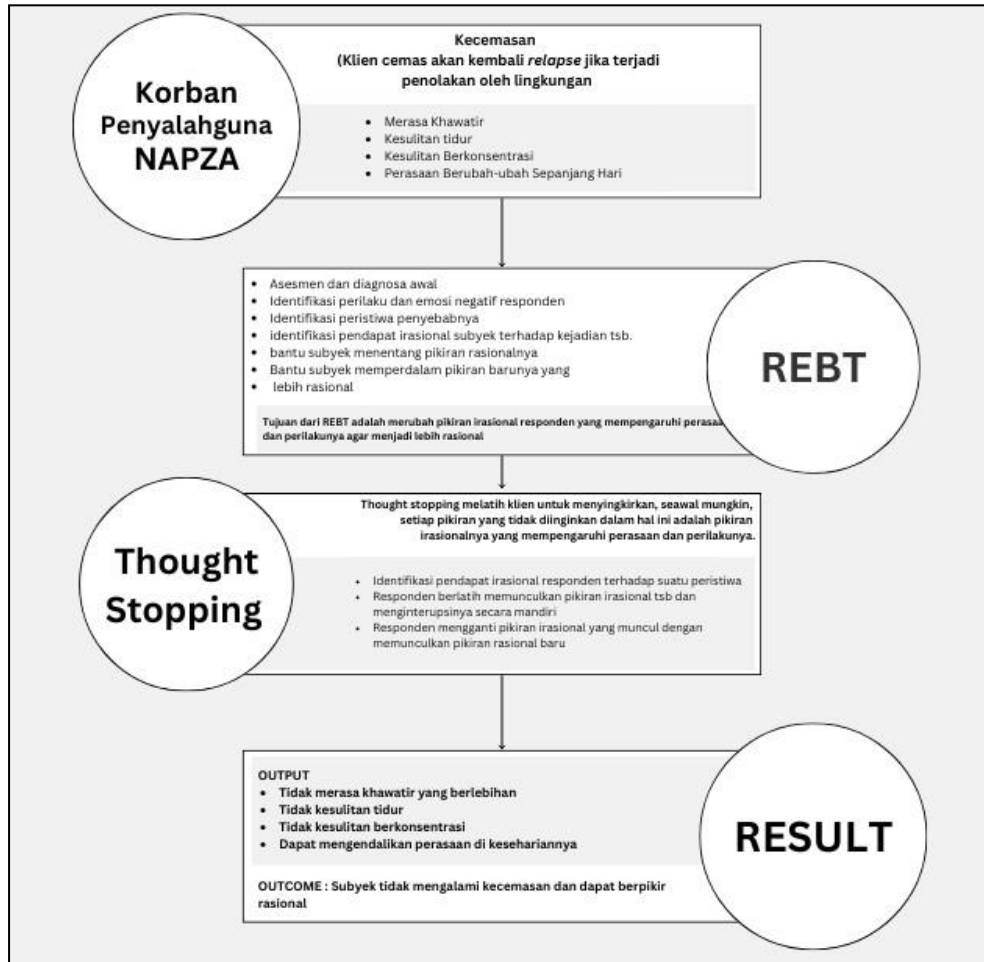 Korban
Penyalahguna
NAPZA
Kecemasan
(Klien cemas akan kembali relapse jika terjadi
penolakan oleh lingkungan
• Merasa Khawatir
• Kesulitan tidur
• Kesulitan Berkonsentrasi
• Perasaan Berubah-ubah Sepanjang Hari
• Asesmen dan diagnosa awal
• Identifikasi perilaku dan emosi negatif responden
• Identifikasi peristiwa penyebabnya
• identifikasi pendapat irasional subyek terhadap kejadian tsb.
• bantu subyek menentang pikiran rasionalnya
• Bantu subyek memperdalam pikiran barunya yang
• lebih rasional
Tujuan dari REBT adalah merubah pikiran irasional responden yang mempengaruhi perasaa
dan perilakunya agar menjadi lebih rasional
REBT
Thought
Stopping
Thought stopping melatih klien untuk menyingkirkan, seawal mungkin,
setiap pikiran yang tidak diinginkan dalam hal ini adalah pikiran
irasionalnya yang mempengaruhi perasaan dan perilakunya.
• Identifikasi pendapat irasional responden terhadap suatu peristiwa
• Responden berlatih memunculkan pikiran irasional tsb dan
menginterupsinya secara mandiri
• Responden mengganti pikiran irasional yang muncul dengan
memunculkan pikiran rasional baru
OUTPUT
• Tidak merasa khawatir yang berlebihan
• Tidak kesulitan tidur
• Tidak kesulitan berkonsentrasi
• Dapat mengendalikan perasaan di kesehariannya
OUTCOME : Subyek tidak mengalami kecemasan dan dapat berpikir
rasional
RESULT